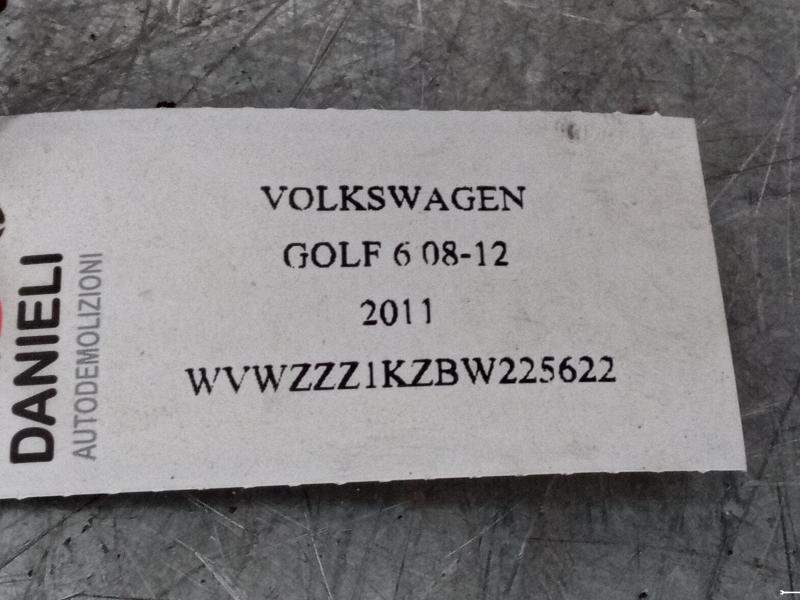 VOLKSWAGEN
GOLF 6 08-12
2011
WVWZZZ1KZBW225622
DANIELI
AUTODEMOLIZIONI